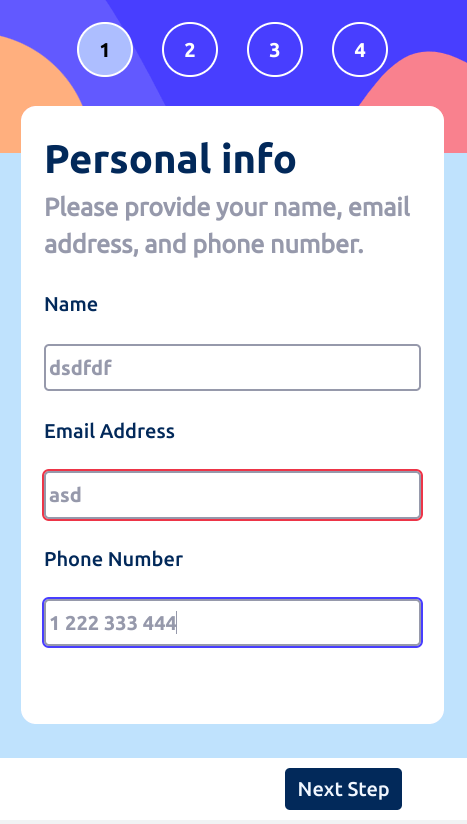 1 2 3 4
Personal info
Please provide your name, email
address, and phone number.
Name
dsdfdf
Email Address
asd
Phone Number
1 222 333 444
Next Step